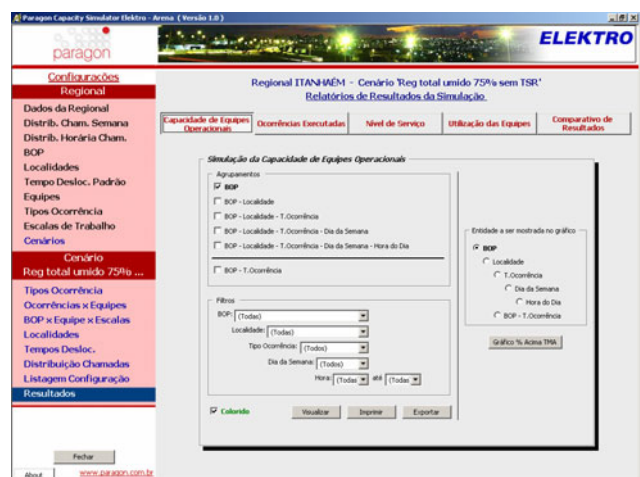 Paragon Capacity Simulator Elektro - Arena ( Versão 1.0 )
paragon
ELEKTRO
Configurações
Regional
Dados da Regional
Distrib. Cham. Semana
Distrib. Horária Cham.
BOP
Localidades
Tempo Desloc. Padrão
Equipes
Tipos Ocorrência
Escalas de Trabalho
Cenários
Cenário
Reg total umido 75% ...
Tipos Ocorrência
Ocorrências x Equipes
BOP x Equipe x Escalas
Localidades
Tempos Desloc.
Distribuição Chamadas
Listagem Configuração
Resultados
Fechar
About
www.paragon.com.br
Regional ITANHAÉM - Cenário 'Reg total umido 75% sem TSR'
Relatórios de Resultados da Simulação
Capacidade de Equipes
Operacionais
Ocorrências Executadas
Nível de Serviço
Utilização das Equipes
Comparativo de
Resultados
Simulação da Capacidade de Equipes Operacionais
Agrupamentos
BOP
BOP - Localidade
BOP - Localidade - T.Ocorrência
BOP - Localidade - T.Ocorrência - Dia da Semana
BOP - Localidade - T.Ocorrência - Dia da Semana - Hora do Dia
BOP - T.Ocorrência
Filtros
BOP: (Todas)
Localidade: (Todas)
Tipo Ocorrência: (Todos)
Dia da Semana: (Todos)
Hora: (Todas até (Todas
Colorido
Visualizar
Imprimir
Exportar
Entidade a ser mostrada no gráfico
BOP
Localidade
T.Ocorrência
Dia da Semana
Hora do Dia
BOP - T.Ocorrência
Gráfico % Acima TMA